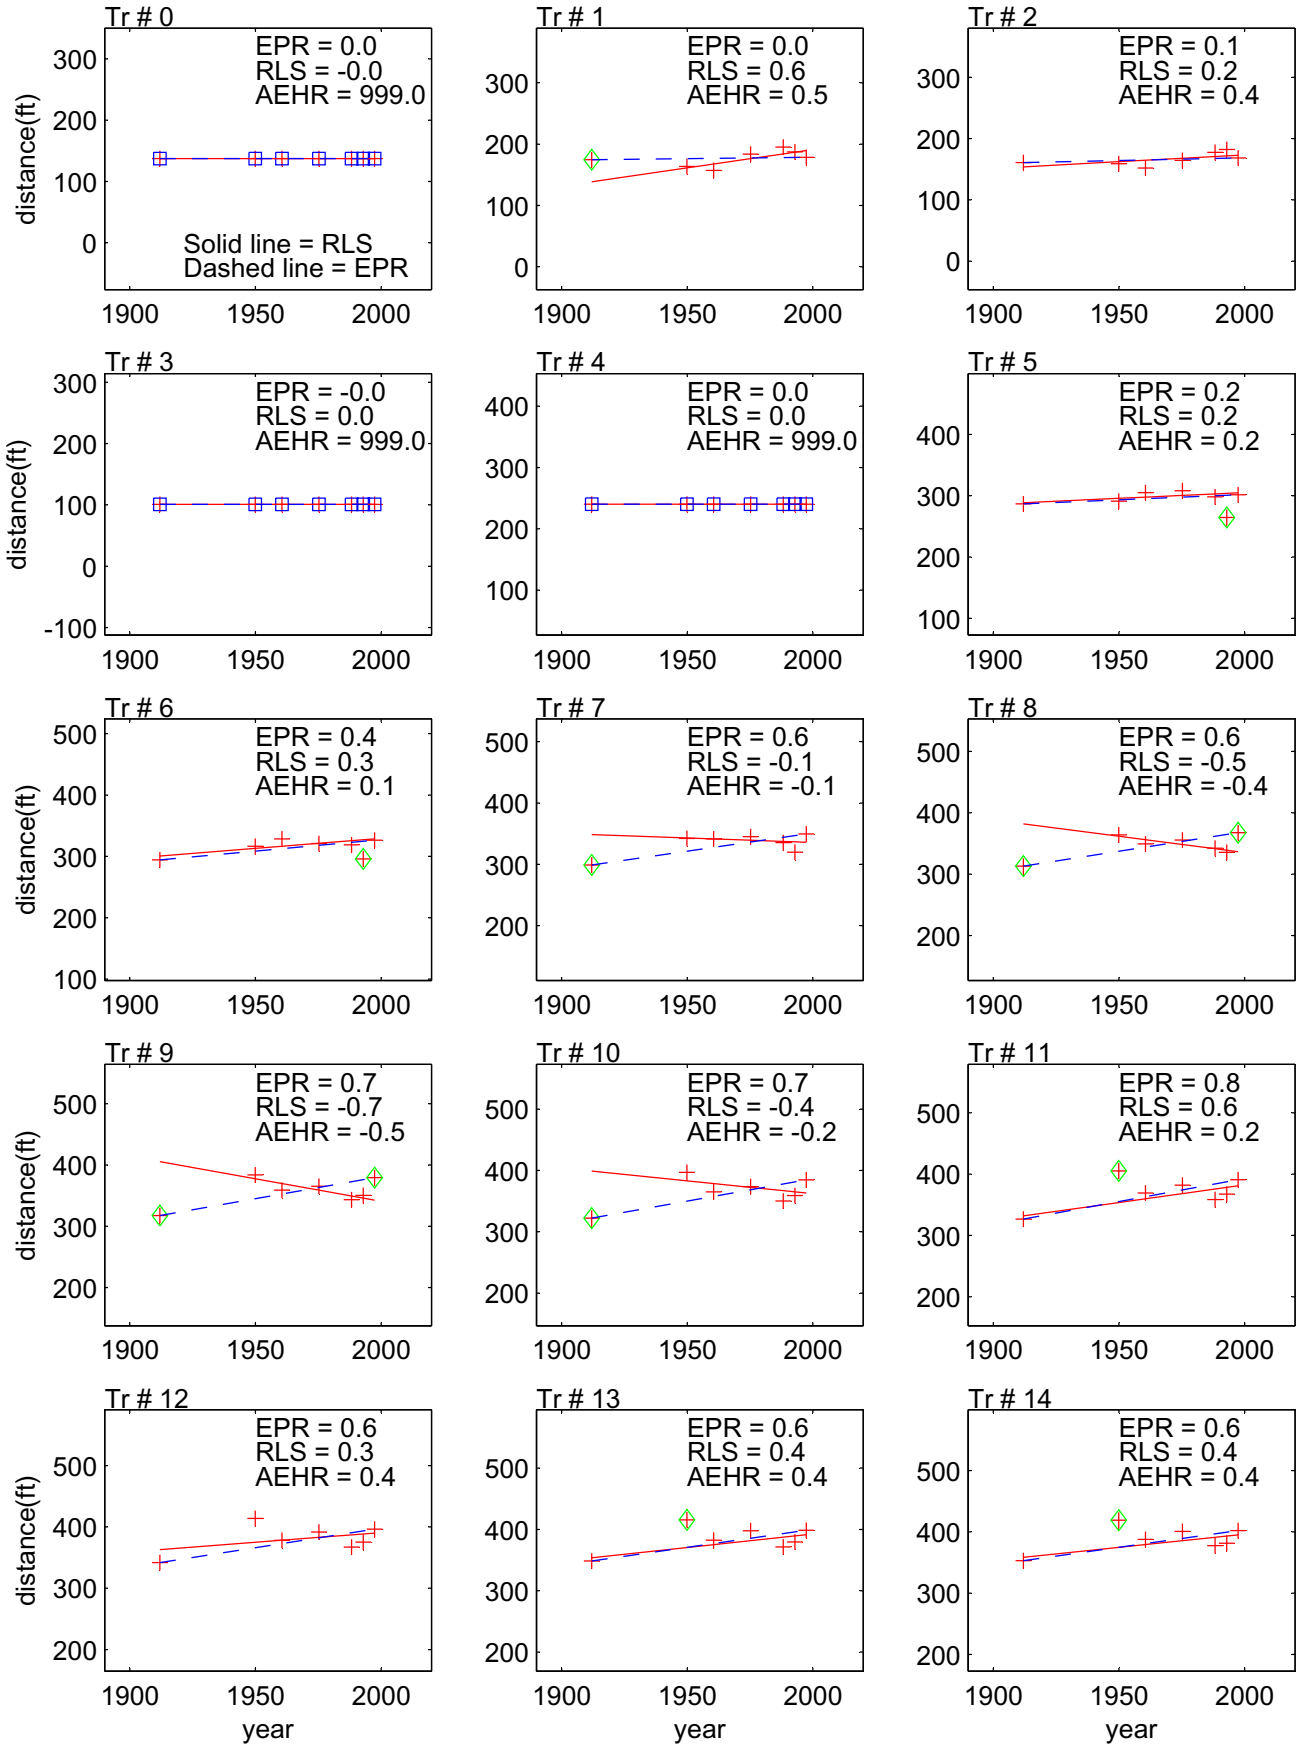 Tr # 0
EPR = 0.0
RLS = -0.0
AEHR = 999.0
Solid line = RLS
Dashed line = EPR
distance(ft)
300
200
100
0
1900 1950 2000
Tr # 1
EPR = 0.0
RLS = 0.6
AEHR = 0.5
300
200
100
0
1900 1950 2000
Tr # 2
EPR = 0.1
RLS = 0.2
AEHR = 0.4
300
200
100
0
1900 1950 2000
Tr # 3
EPR = -0.0
RLS = 0.0
AEHR = 999.0
distance(ft)
300
200
100
0
-100
1900 1950 2000
Tr # 4
EPR = 0.0
RLS = 0.0
AEHR = 999.0
400
300
200
100
1900 1950 2000
Tr # 5
EPR = 0.2
RLS = 0.2
AEHR = 0.2
400
300
200
100
1900 1950 2000
Tr # 6
EPR = 0.4
RLS = 0.3
AEHR = 0.1
distance(ft)
500
400
300
200
100
1900 1950 2000
Tr # 7
EPR = 0.6
RLS = -0.1
AEHR = -0.1
500
400
300
200
1900 1950 2000
Tr # 8
EPR = 0.6
RLS = -0.5
AEHR = -0.4
500
400
300
200
1900 1950 2000
Tr # 9
EPR = 0.7
RLS = -0.7
AEHR = -0.5
distance(ft)
500
400
300
200
1900 1950 2000
Tr # 10
EPR = 0.7
RLS = -0.4
AEHR = -0.2
500
400
300
200
1900 1950 2000
Tr # 11
EPR = 0.8
RLS = 0.6
AEHR = 0.2
500
400
300
200
1900 1950 2000
Tr # 12
EPR = 0.6
RLS = 0.3
AEHR = 0.4
distance(ft)
500
400
300
200
1900 1950 2000
year
Tr # 13
EPR = 0.6
RLS = 0.4
AEHR = 0.4
500
400
300
200
1900 1950 2000
year
Tr # 14
EPR = 0.6
RLS = 0.4
AEHR = 0.4
500
400
300
200
1900 1950 2000
year